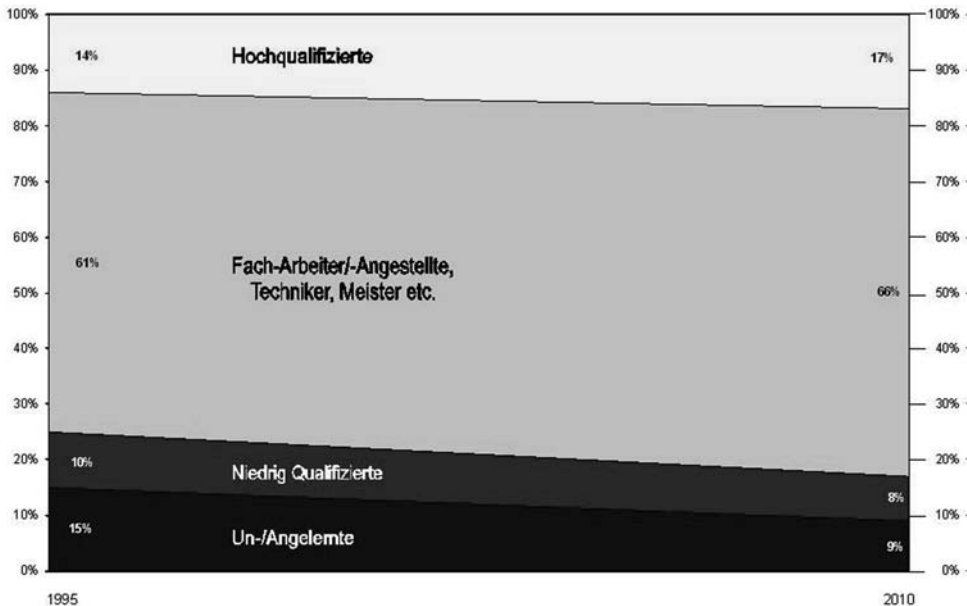 100% 100%
14% Hochqualifizierte 17%
90% 90%
80% 80%
70% 70%
60% 60%
61% Fach-Arbeiter/-Angestellte,
Techniker, Meister etc. 66%
50% 50%
40% 40%
30% 30%
20% 20%
10% Niedrig Qualifizierte 8%
10% 10%
15% Un-/Angelernte 9%
0% 0%
1995 2010